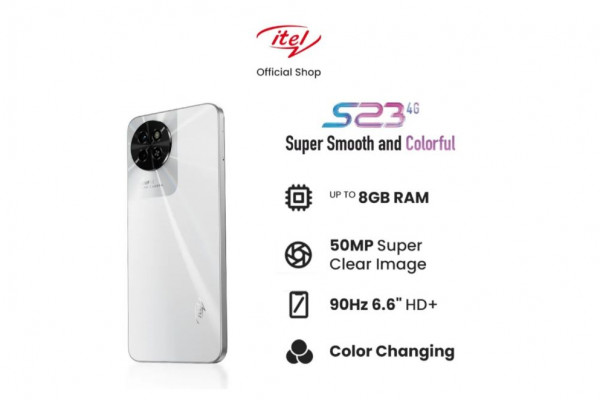 itel
Official Shop
S23 4G
Super Smooth and Colorful
UP TO 8GB RAM
50MP Super
Clear Image
90Hz 6.6" HD+
Color Changing
itel